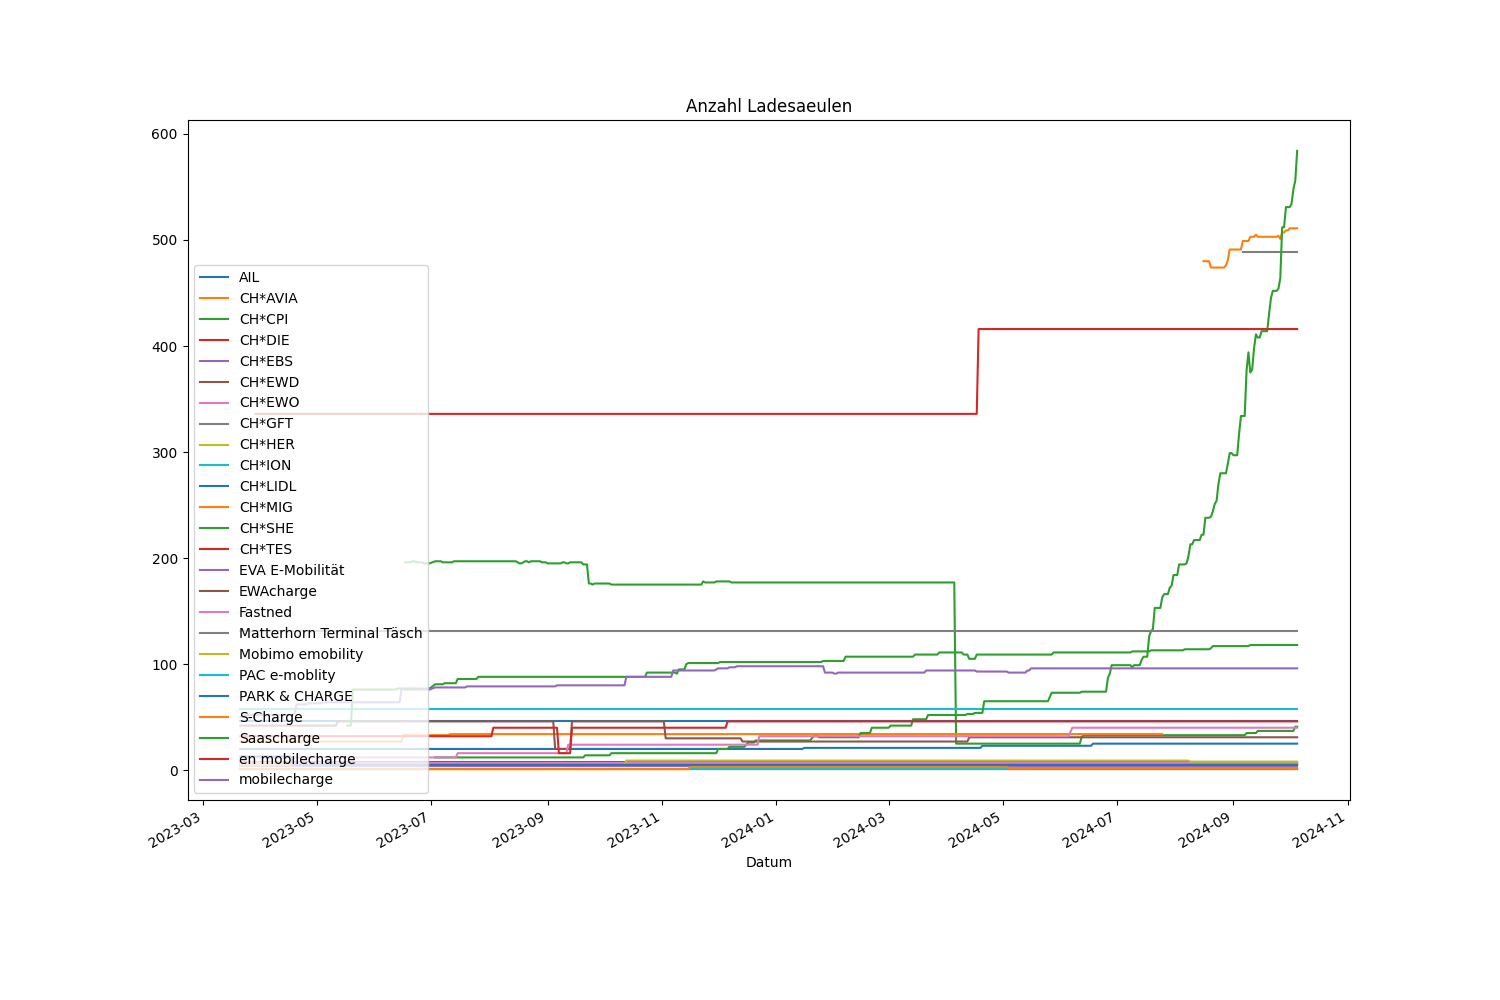 Anzahl Ladesaeulen
600
500
400
300
200
100
0
AIL
CH*AVIA
CH*CPI
CH*DIE
CH*EBS
CH*EWD
CH*EWO
CH*GFT
CH*HER
CH*ION
CH*LIDL
CH*MIG
CH*SHE
CH*TES
EVA E-Mobilität
EWAcharge
Fastned
Matterhorn Terminal Täsch
Mobimo emobility
PAC e-moblity
PARK & CHARGE
S-Charge
Saascharge
en mobilecharge
mobilecharge
2023-03
2023-05
2023-07
2023-09
2023-11
2024-01
2024-03
2024-05
2024-07
2024-09
2024-11
Datum